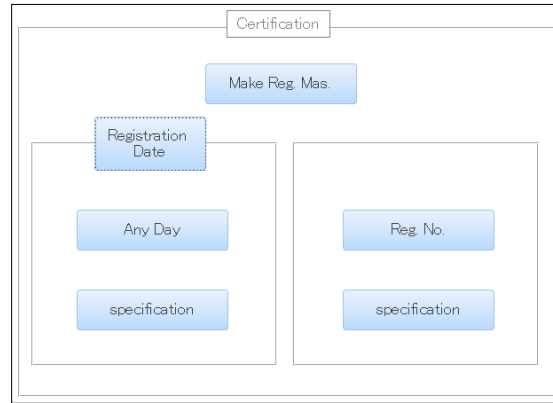 Certification
Make Reg. Mas.
Registration
Date
Any Day
specification
Reg. No.
specification